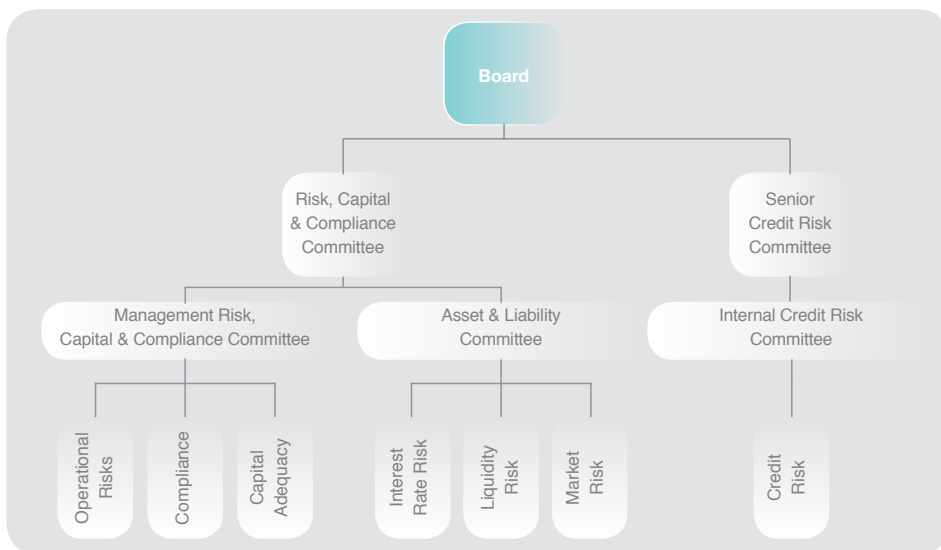 Board
Risk, Capital
& Compliance
Committee
Senior
Credit Risk
Committee
Management Risk,
Capital & Compliance Committee
Asset & Liability
Committee
Internal Credit Risk
Committee
Operational
Risks
Compliance
Capital
Adequacy
Interest
Rate Risk
Liquidity
Risk
Market
Risk
Credit
Risk